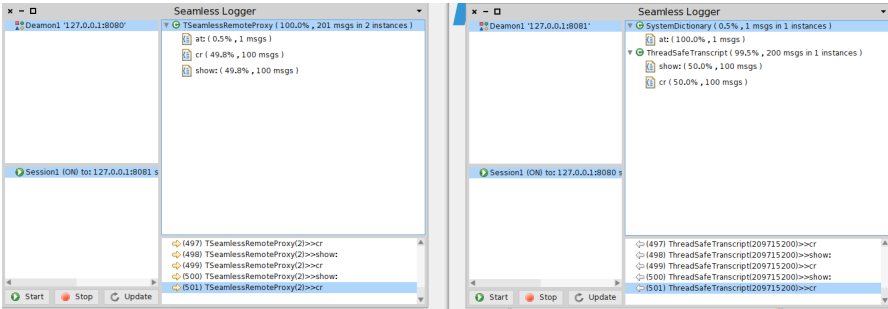 Seamless Logger
Deamon1 '127.0.0.1:8080'
TSeamlessRemoteProxy ( 100.0% , 201 msgs in 2 instances )
at: ( 0.5% , 1 msgs )
cr ( 49.8% , 100 msgs )
show: ( 49.8% , 100 msgs )
Session1 (ON) to: 127.0.0.1:8081 s
(497) TSeamlessRemoteProxy(2)>>cr
(498) TSeamlessRemoteProxy(2)>>show:
(499) TSeamlessRemoteProxy(2)>>cr
(500) TSeamlessRemoteProxy(2)>>show:
(501) TSeamlessRemoteProxy(2)>>cr
Start Stop Update
Seamless Logger
Deamon1 '127.0.0.1:8081'
SystemDictionary ( 0.5% , 1 msgs in 1 instances )
at: ( 100.0% , 1 msgs )
ThreadSafeTranscript ( 99.5% , 200 msgs in 1 instances )
show: ( 50.0% , 100 msgs )
cr ( 50.0% , 100 msgs )
Session1 (ON) to: 127.0.0.1:8080 s
(497) ThreadSafeTranscript(209715200)>>cr
(498) ThreadSafeTranscript(209715200)>>show:
(499) ThreadSafeTranscript(209715200)>>cr
(500) ThreadSafeTranscript(209715200)>>show:
(501) ThreadSafeTranscript(209715200)>>cr
Start Stop Update